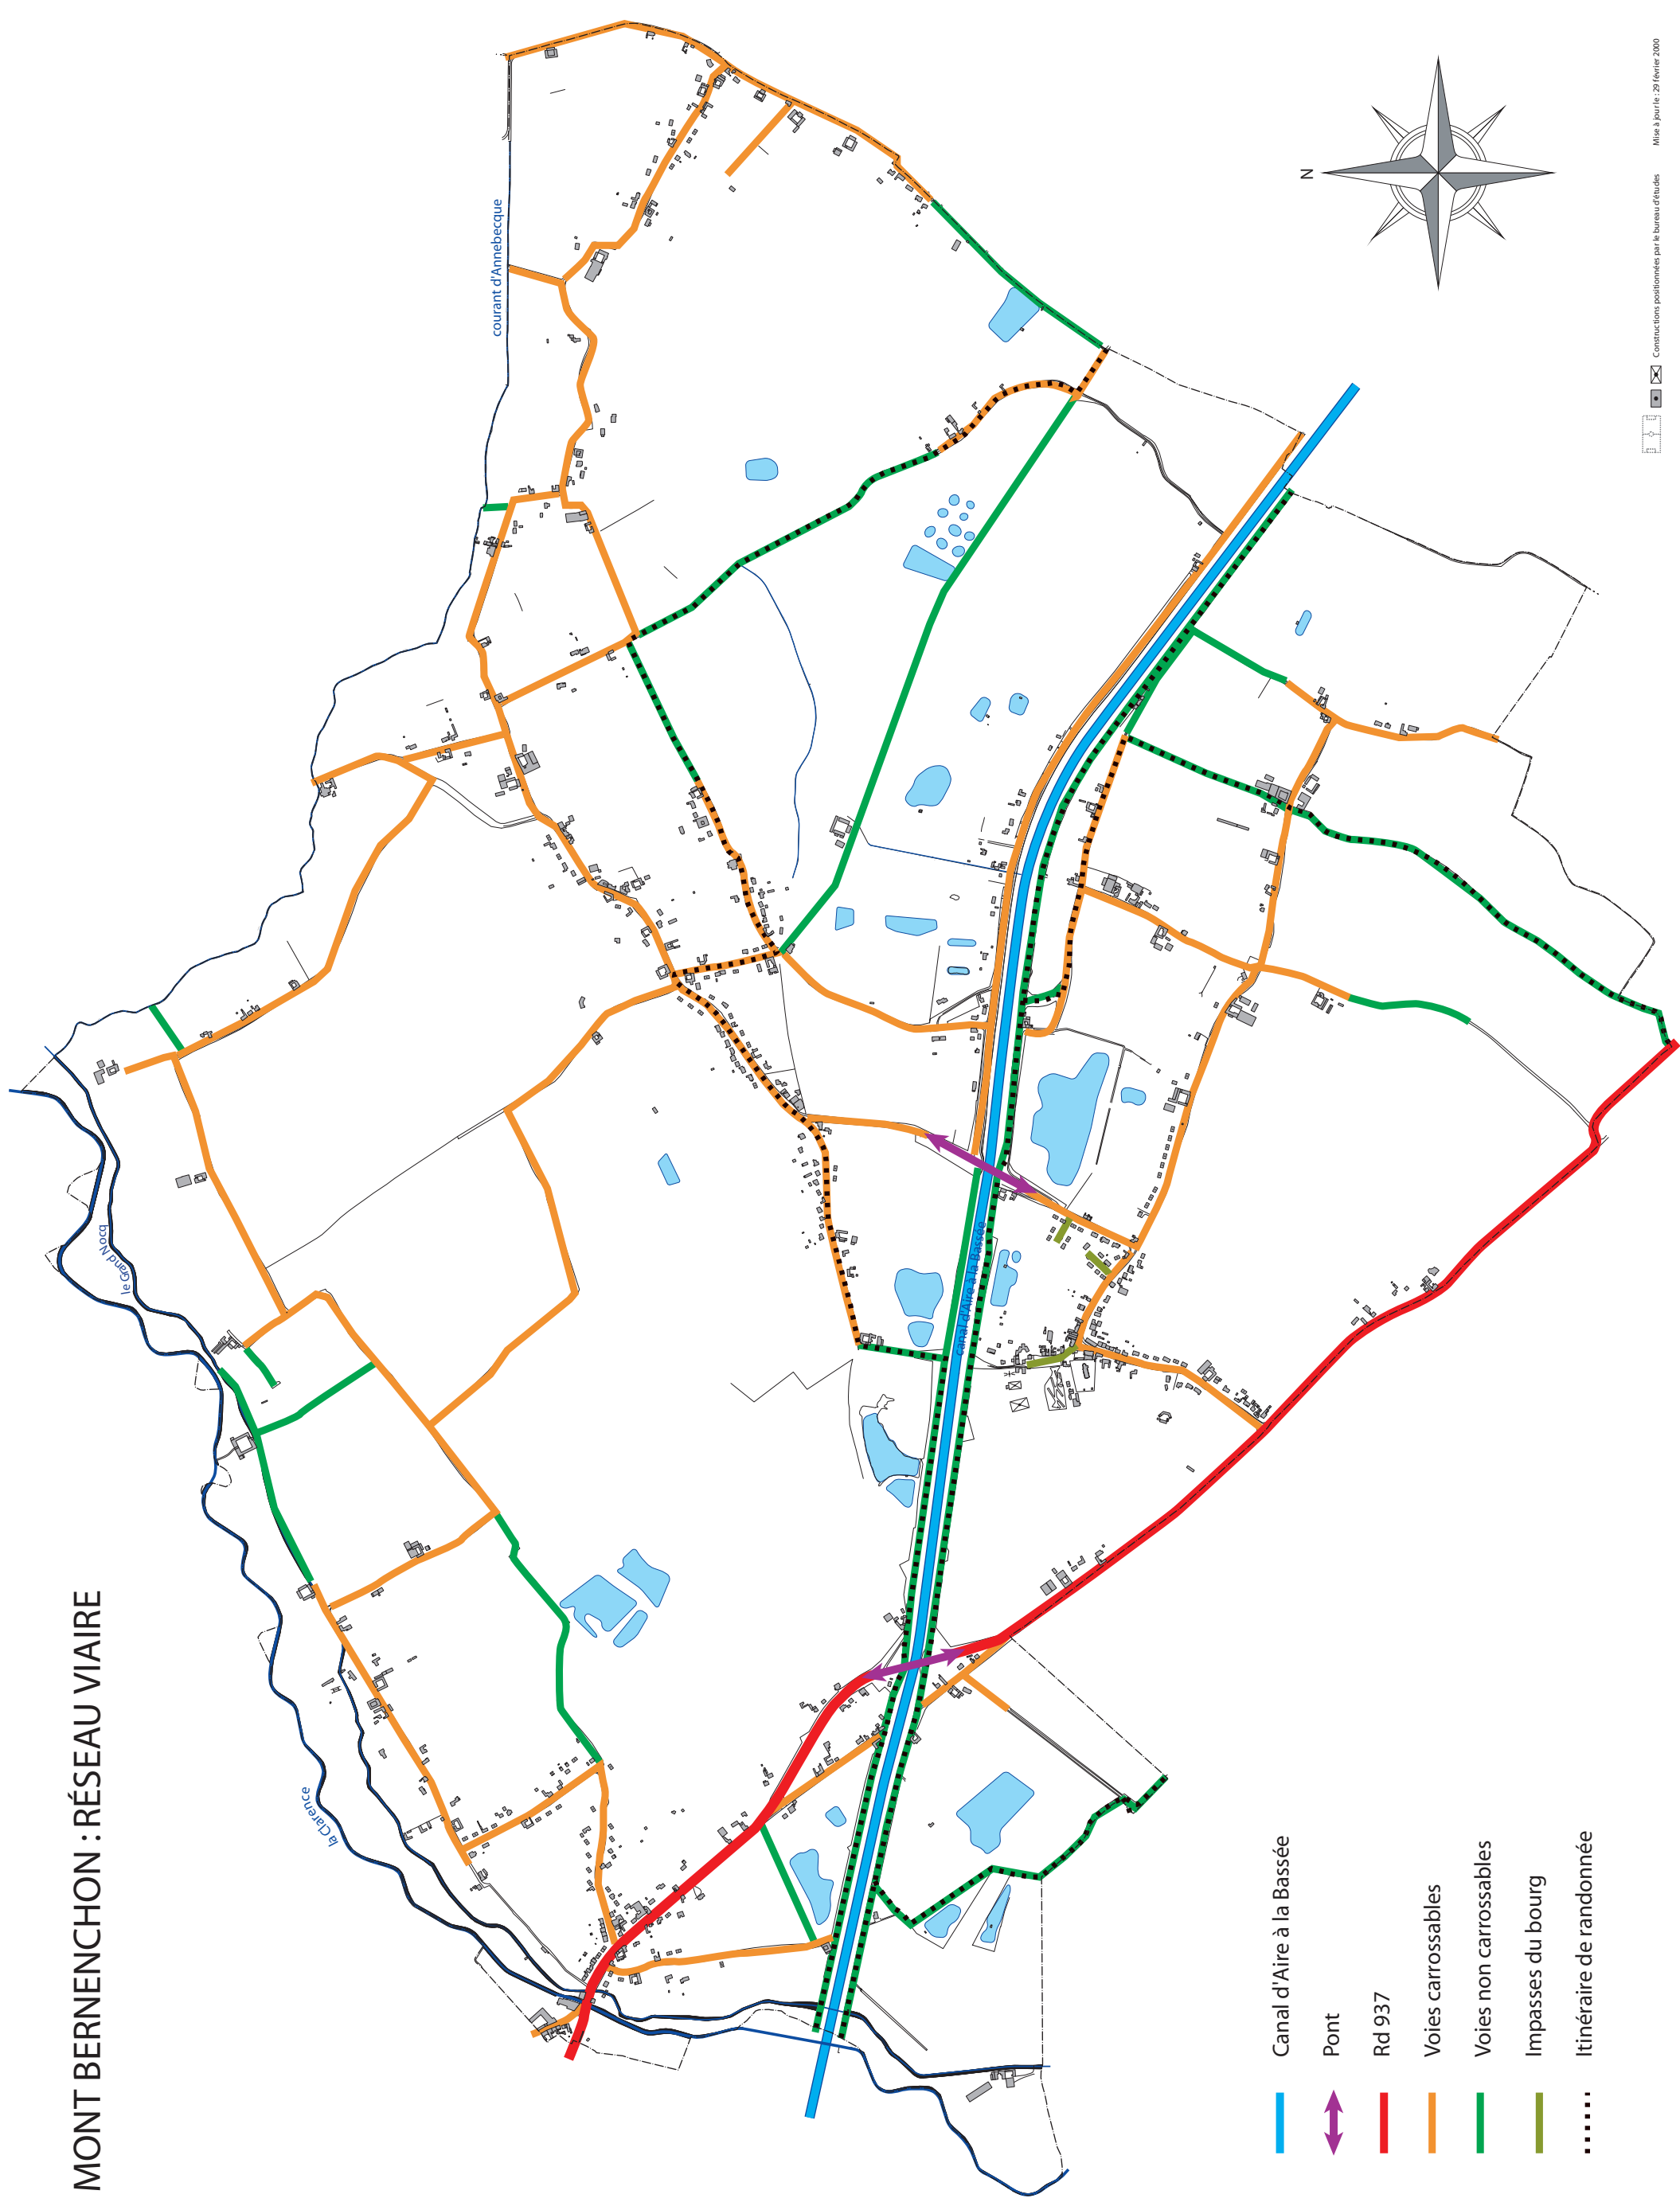 MONT BERNENCHON : RÉSEAU VIAIRE
courant d'Annebecque
le Grand Nocq
la Clarence
canal d'Aire à la Bassée
N
Canal d'Aire à la Bassée
Pont
Rd 937
Voies carrossables
Voies non carrossables
Impasses du bourg
Itinéraire de randonnée
Constructions positionnées par le bureau d'études
Mise à jour le : 29 février 2000